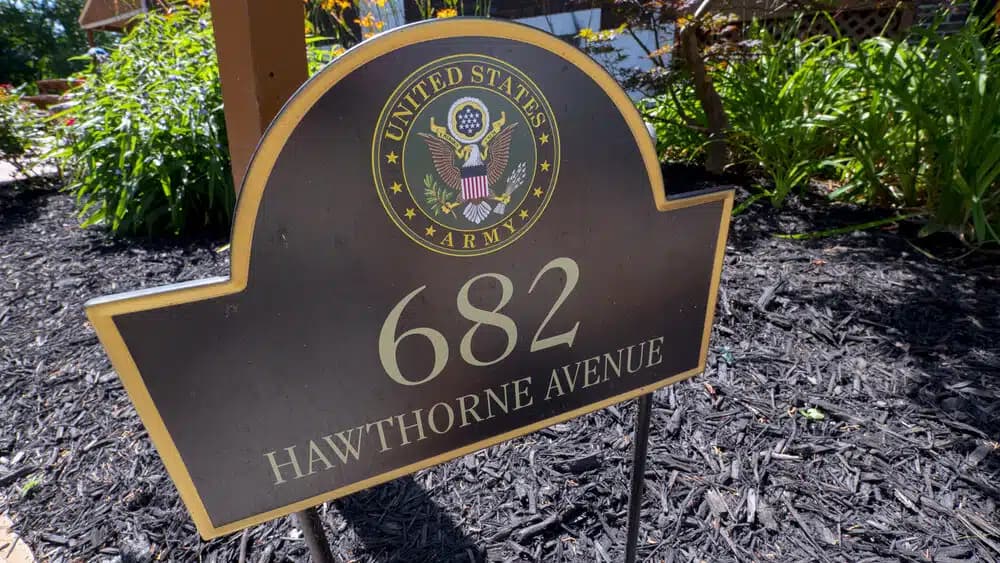 UNITED STATES
ARMY
682
HAWTHORNE AVENUE